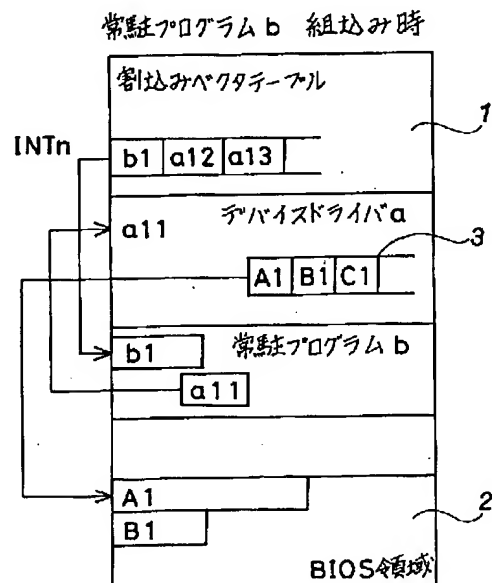 常駐プログラムb 組込み時
割込みベクタテーブル
1
INTn
b1 a12 a13
a11 デバイスドライバa
3
A1 Bi C1
b1 常駐プログラムb
a11
A1
2
B1
BIOS領域